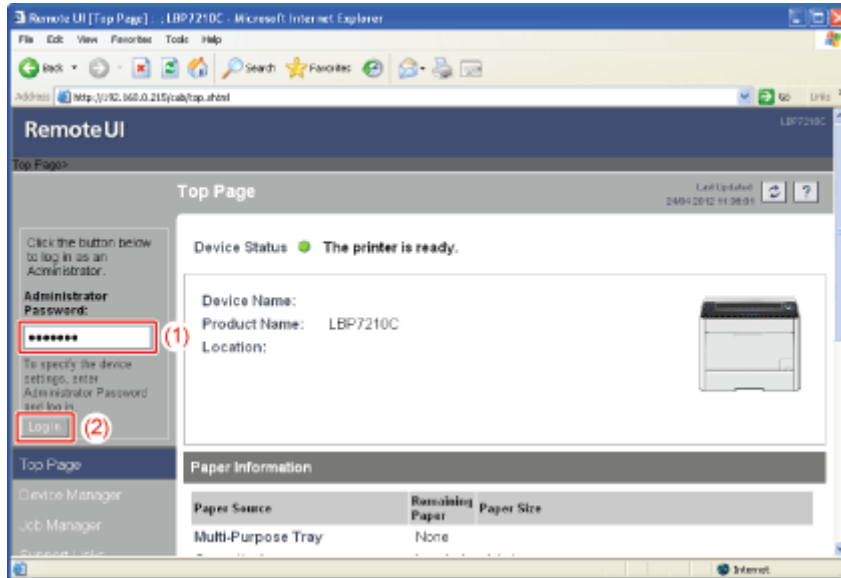 Remote UI [Top Page] : ; LBP7210C - Microsoft Internet Explorer
File Edit View Favorites Tools Help
Back Search Favorites
Address http://192.168.0.215/cab/top.shtml Go Links
Remote UI
LBP7210C
Top Page>
Top Page
Last Updated
24/04/2012 11:38:01
?
Click the button below
to log in as an
Administrator.
Administrator
Password:
•••••••
(1)
To specify the device
settings, enter
Administrator Password
and log in.
Login
(2)
Top Page
Device Manager
Job Manager
Support Links
Device Status The printer is ready.
Device Name:
Product Name: LBP7210C
Location:
Paper Information
Paper Source Remaining Paper Paper Size
Multi-Purpose Tray None
Internet